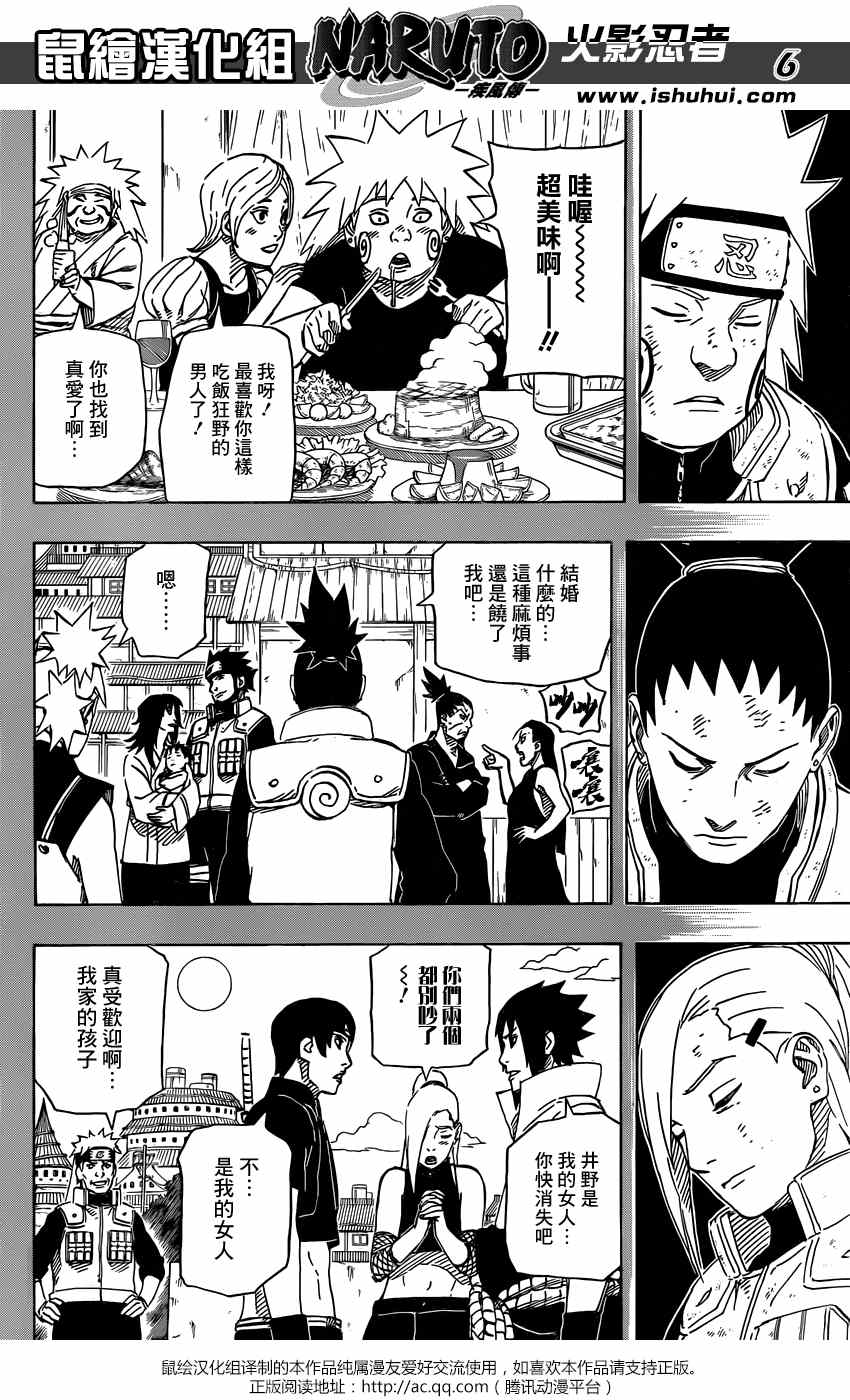 鼠繪漢化組
NARUTO
—疾風傳—
火影忍者
6
www.ishuhui.com
忍
哇喔
超美味啊——!!
我呀!
最喜歡你這樣
吃飯狂野的
男人了!
你也找到
真愛了啊…
結婚
什麼的…
這種麻煩事
還是饒了
我吧…
嗯……
吵吵
嚷嚷
你們兩個
都別吵了
~!
真受歡迎啊…
我家的孩子
井野是
我的女人…
你快消失吧
不…
是我的女人
鼠绘汉化组译制的本作品纯属漫友爱好交流使用，如喜欢本作品请支持正版。
正版阅读地址：http://ac.qq.com（腾讯动漫平台）